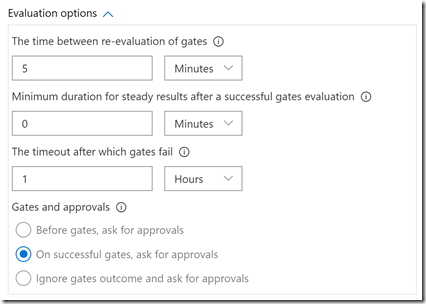 Evaluation options
The time between re-evaluation of gates
5 Minutes
Minimum duration for steady results after a successful gates evaluation
0 Minutes
The timeout after which gates fail
1 Hours
Gates and approvals
Before gates, ask for approvals
On successful gates, ask for approvals
Ignore gates outcome and ask for approvals